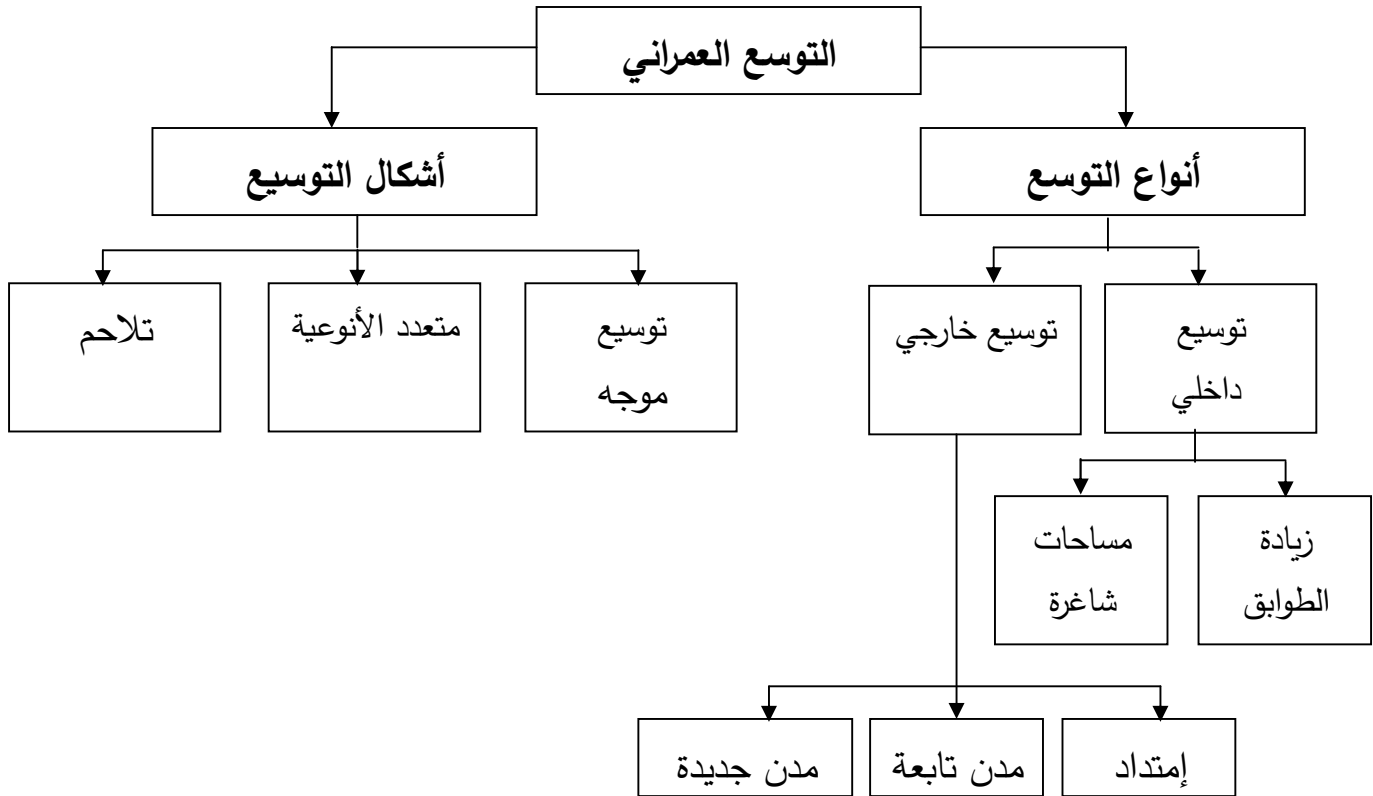 التوسع العمراني
أنواع التوسع
أشكال التوسيع
توسيع
داخلي
توسيع خارجي
توسيع
موجه
متعدد الأنوعية
تلاحم
زيادة
الطوابق
مساحات
شاغرة
إمتداد
مدن تابعة
مدن جديدة